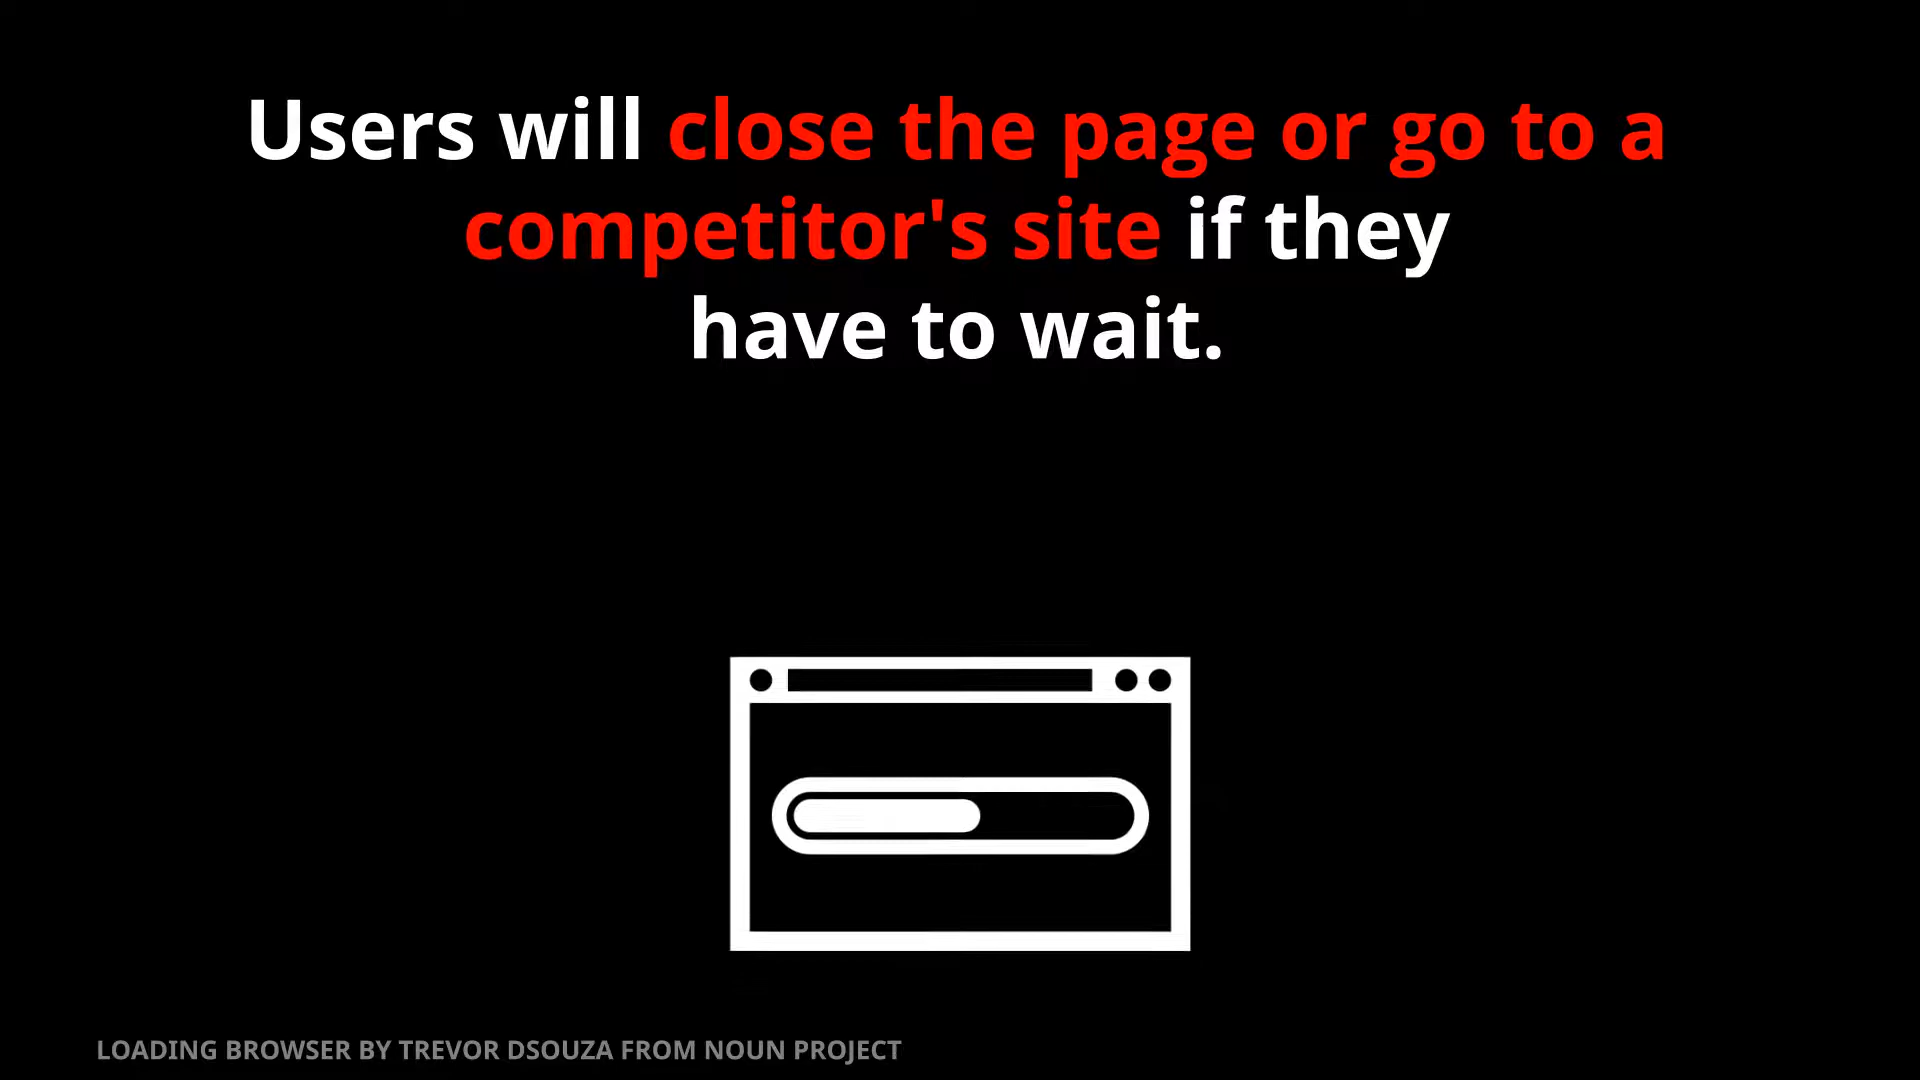 Users will close the page or go to a
competitor's site if they
have to wait.
LOADING BROWSER BY TREVOR DSOUZA FROM NOUN PROJECT